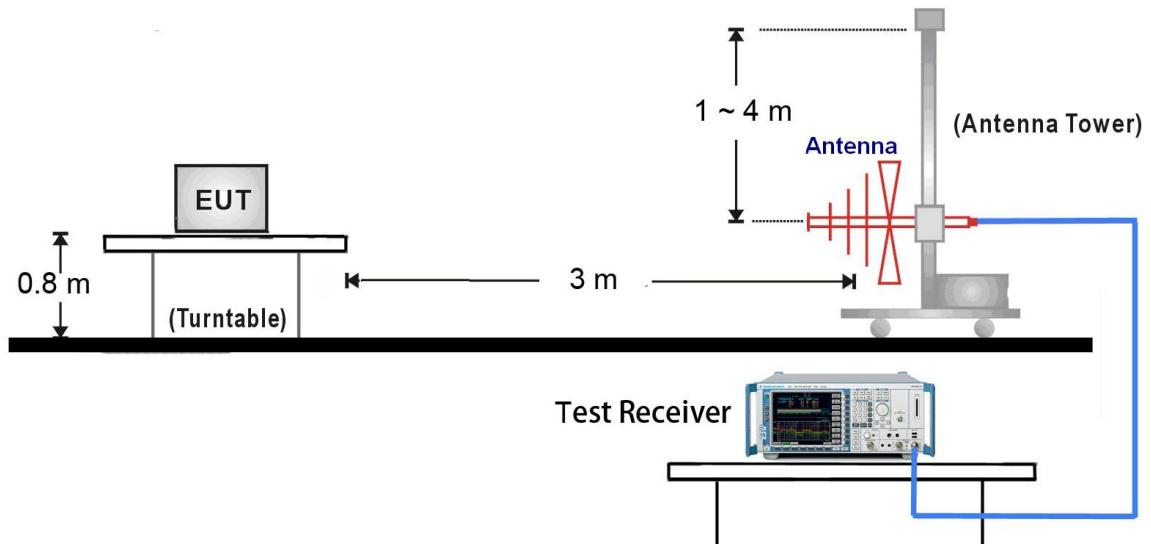 1 ~ 4 m
(Antenna Tower)
Antenna
EUT
0.8 m
3 m
(Turntable)
Test Receiver